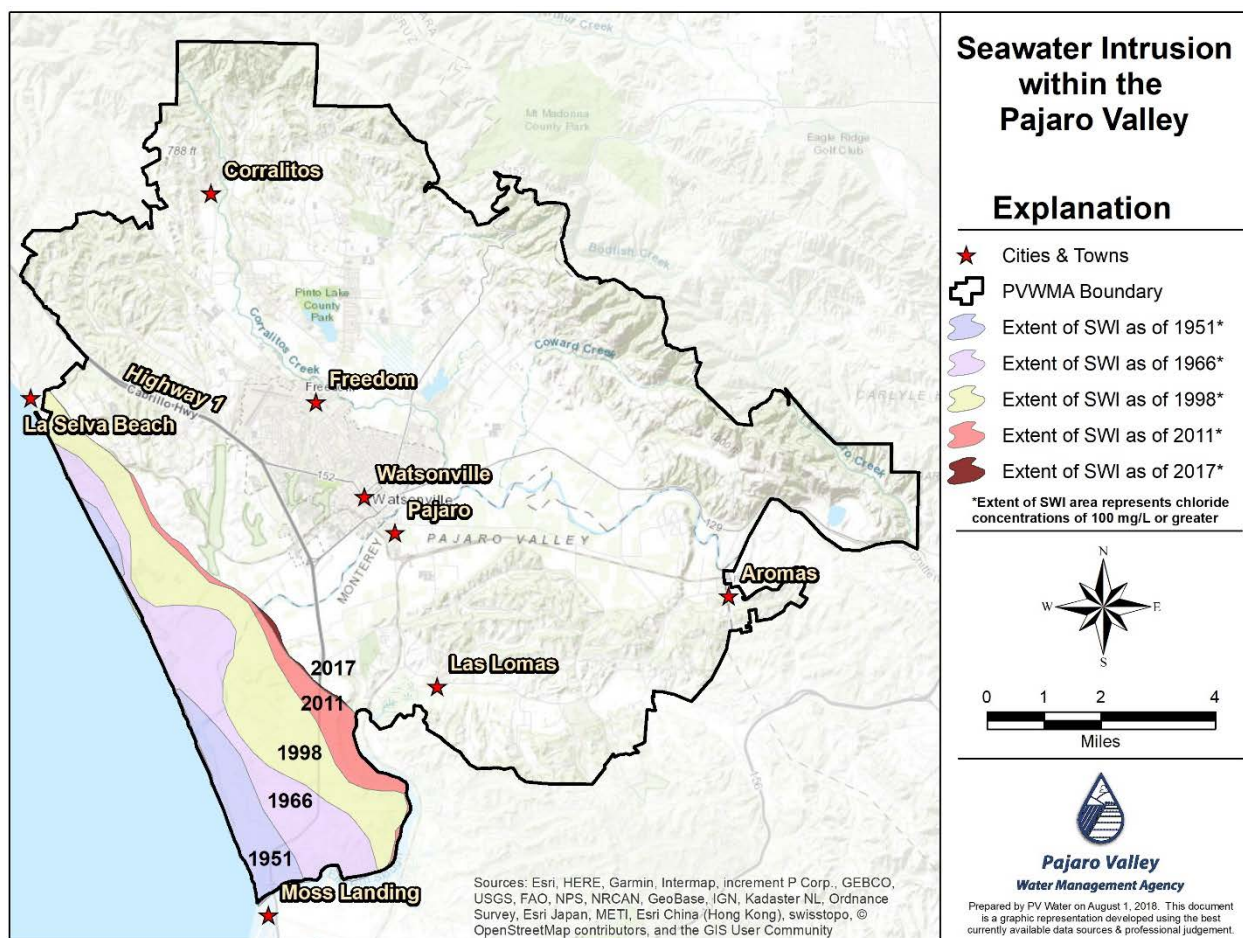 Seawater Intrusion
within the
Pajaro Valley
Explanation
Cities & Towns
PVWMA Boundary
Extent of SWI as of 1951*
Extent of SWI as of 1966*
Extent of SWI as of 1998*
Extent of SWI as of 2011*
Extent of SWI as of 2017*
*Extent of SWI area represents chloride
concentrations of 100 mg/L or greater
N
W
E
S
0 1 2 4
Miles
Pajaro Valley
Water Management Agency
Prepared by PV Water on August 1, 2018. This document
is a graphic representation developed using the best
currently available data sources & professional judgement.
CRUZ
Creek
Mt Madonna
County Park
Eagle Ridge
Golf Club
788 ft
Corralitos
Bodfish Creek
Pinto Lake
County
Park
Corralitos Creek
Coward Creek
Highway 1
Cabrillo Hwy
Freedom
Freedom
La Selva Beach
Creek
152
Watsonville
Watsonville
Pajaro
129
PAJARO VALLEY
MONTEREY
Aromas
Las Lomas
2017
2011
1998
1966
1951
156
Moss Landing
Sources: Esri, HERE, Garmin, Intermap, increment P Corp., GEBCO,
USGS, FAO, NPS, NRCAN, GeoBase, IGN, Kadaster NL, Ordnance
Survey, Esri Japan, METI, Esri China (Hong Kong), swisstopo, ©
OpenStreetMap contributors, and the GIS User Community